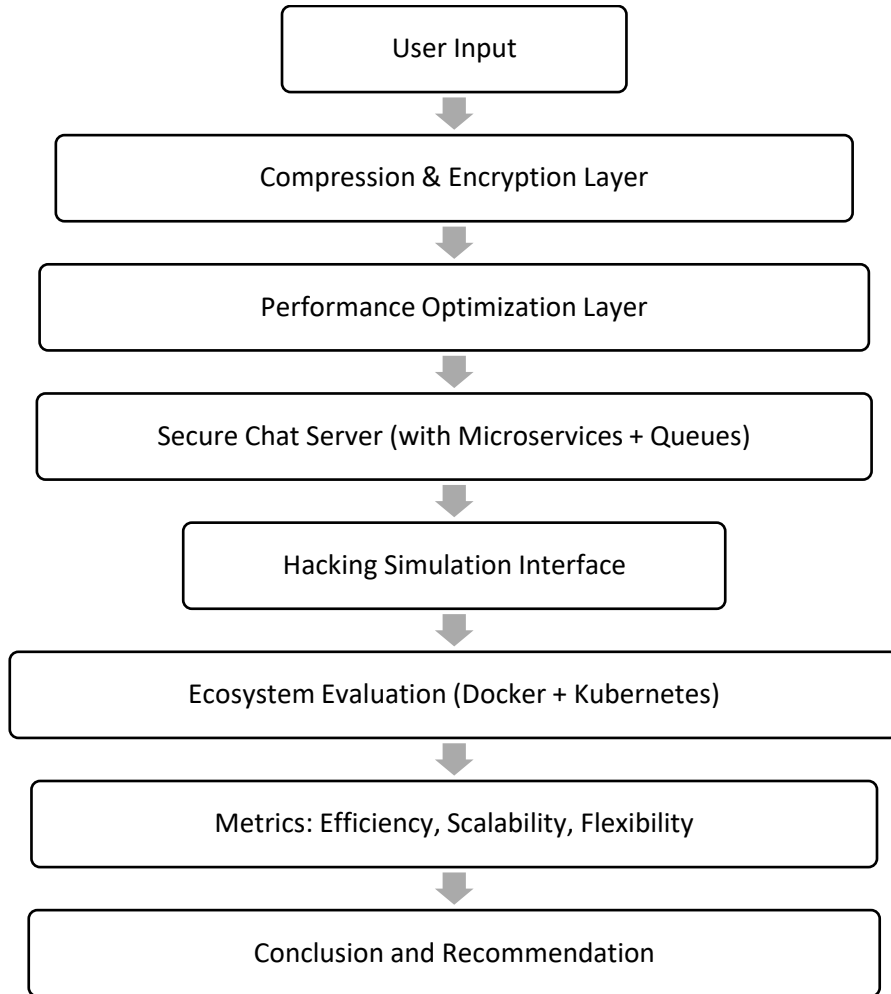 User Input
Compression & Encryption Layer
Performance Optimization Layer
Secure Chat Server (with Microservices + Queues)
Hacking Simulation Interface
Ecosystem Evaluation (Docker + Kubernetes)
Metrics: Efficiency, Scalability, Flexibility
Conclusion and Recommendation